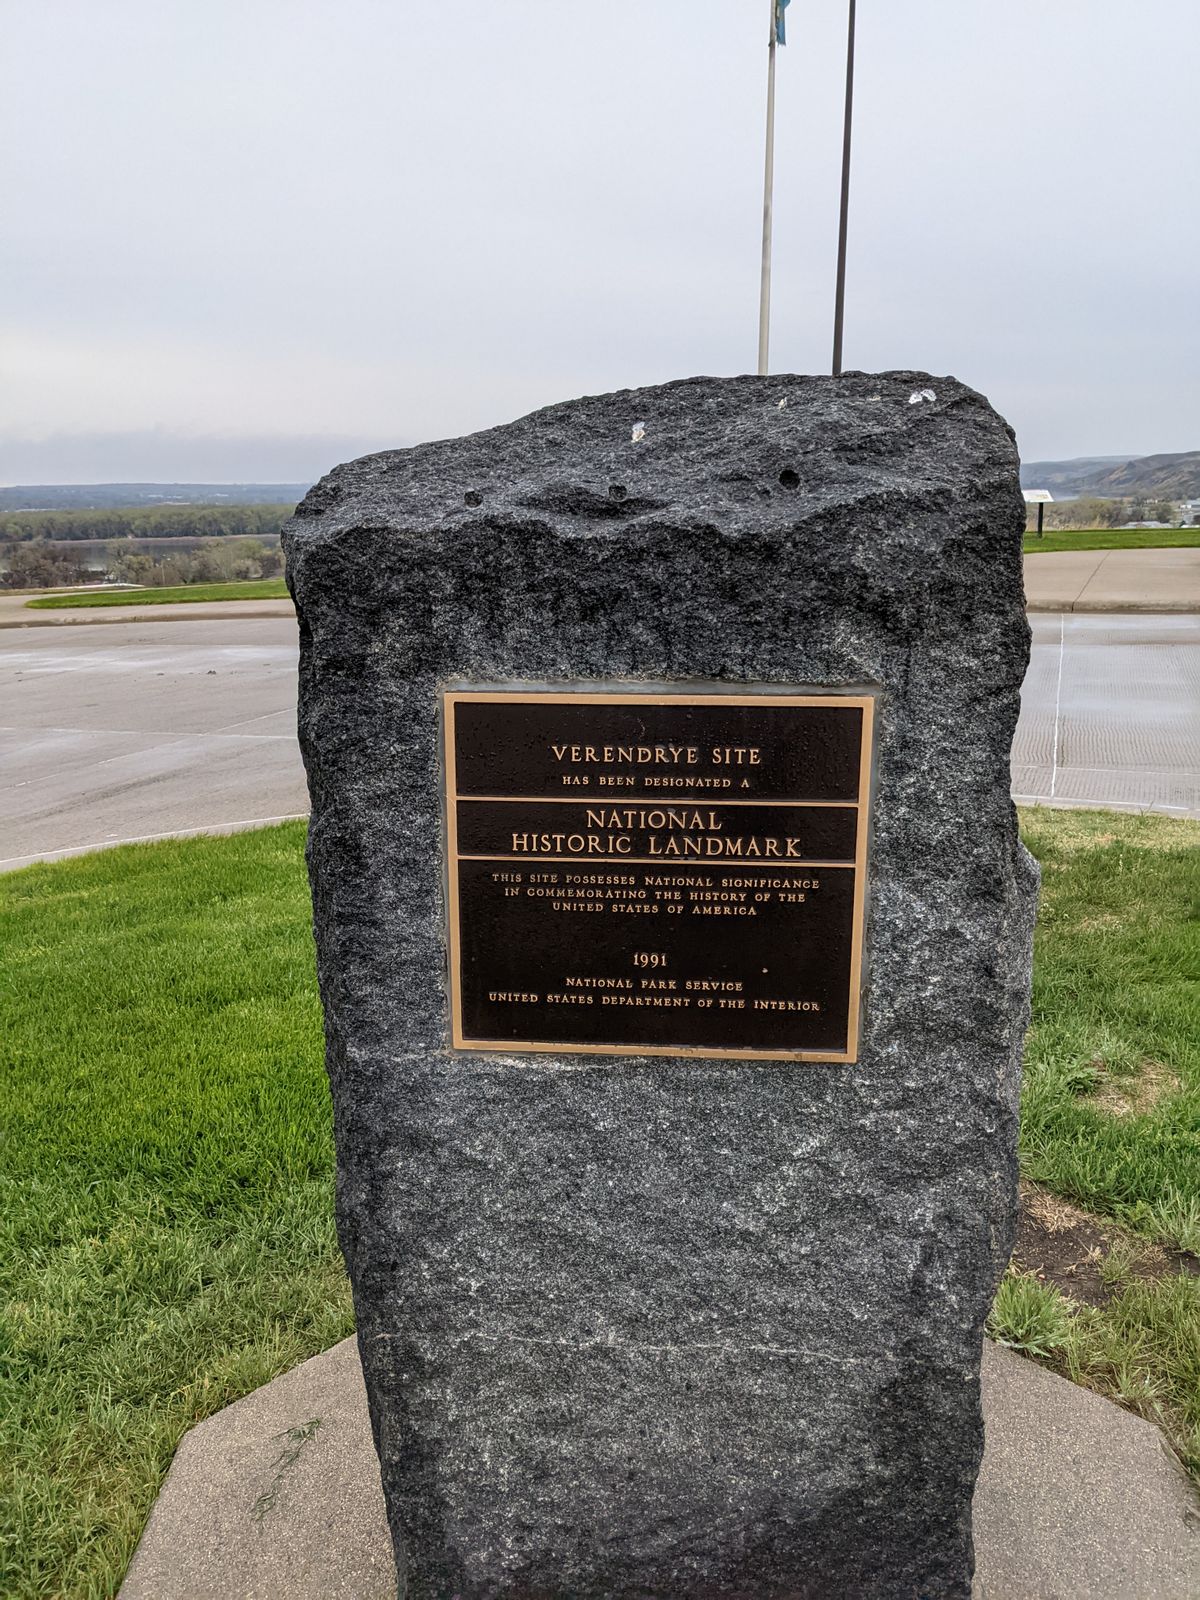 VERENDRYE SITE
HAS BEEN DESIGNATED A
NATIONAL
HISTORIC LANDMARK
THIS SITE POSSESSES NATIONAL SIGNIFICANCE
IN COMMEMORATING THE HISTORY OF THE
UNITED STATES OF AMERICA
1991
NATIONAL PARK SERVICE
UNITED STATES DEPARTMENT OF THE INTERIOR